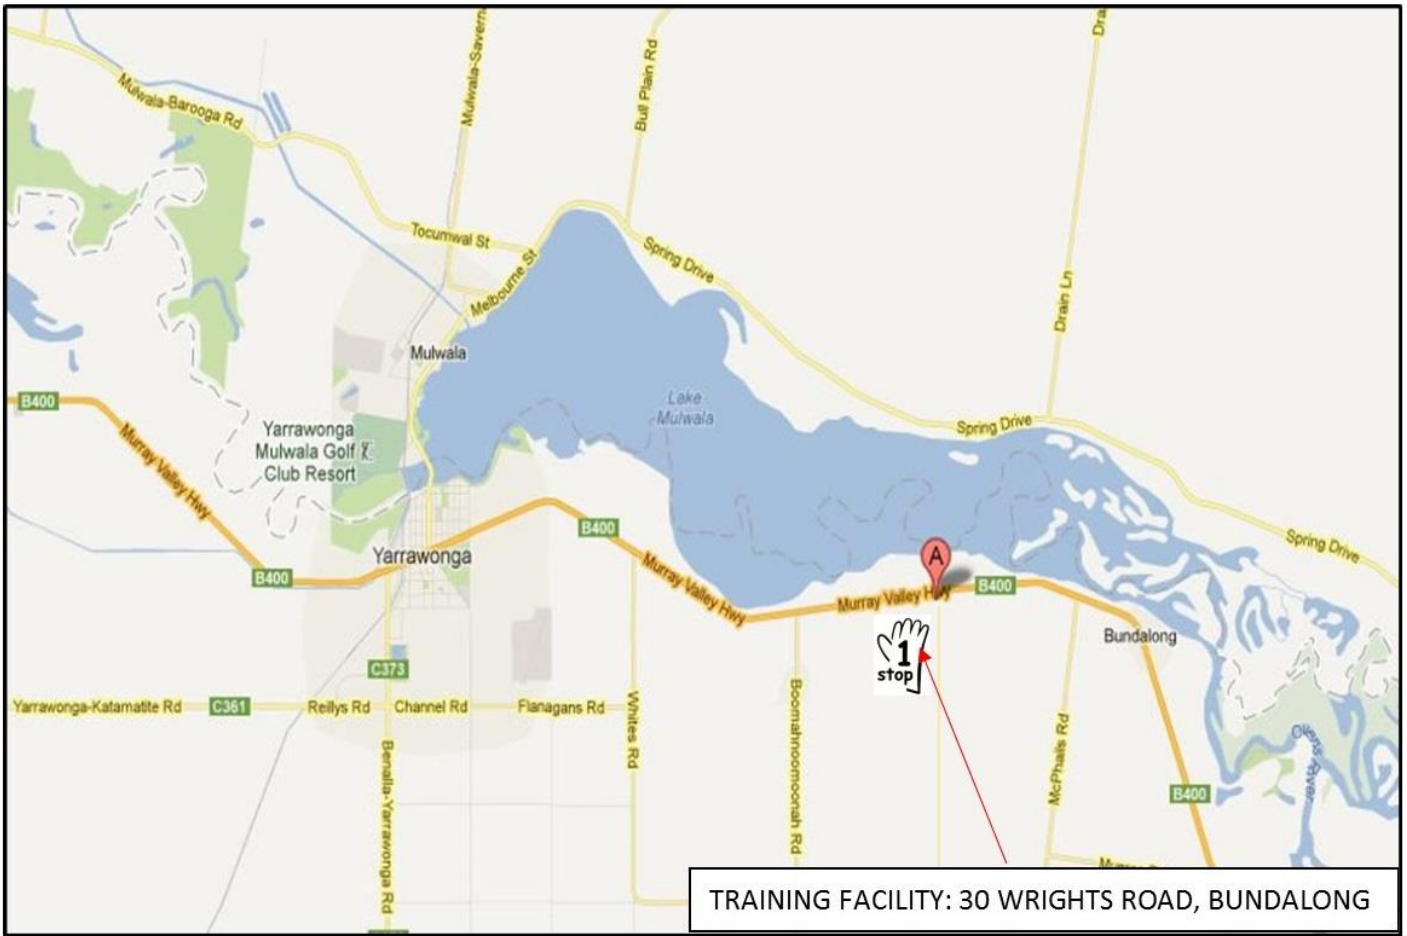 Mulwala-Barooga Rd
Mulwala-Savern
Bull Plain Rd
Dra
Tocumwal St
Melbourne St
Spring Drive
Drain Ln
Mulwala
B400
Lake
Mulwala
Spring Drive
Yarrawonga
Mulwala Golf
Club Resort
Murray Valley Hwy
B400
Spring Drive
Yarrawonga
A
B400
Murray Valley Hwy
Murray Valley Hwy
B400
1
stop
Bundalong
C373
Yarrawonga-Katamatite Rd
C361
Reillys Rd
Channel Rd
Flanagans Rd
Whites Rd
Boomahnoomoonah Rd
McPhails Rd
Ovens River
Benalla-Yarrawonga Rd
B400
TRAINING FACILITY: 30 WRIGHTS ROAD, BUNDALONG